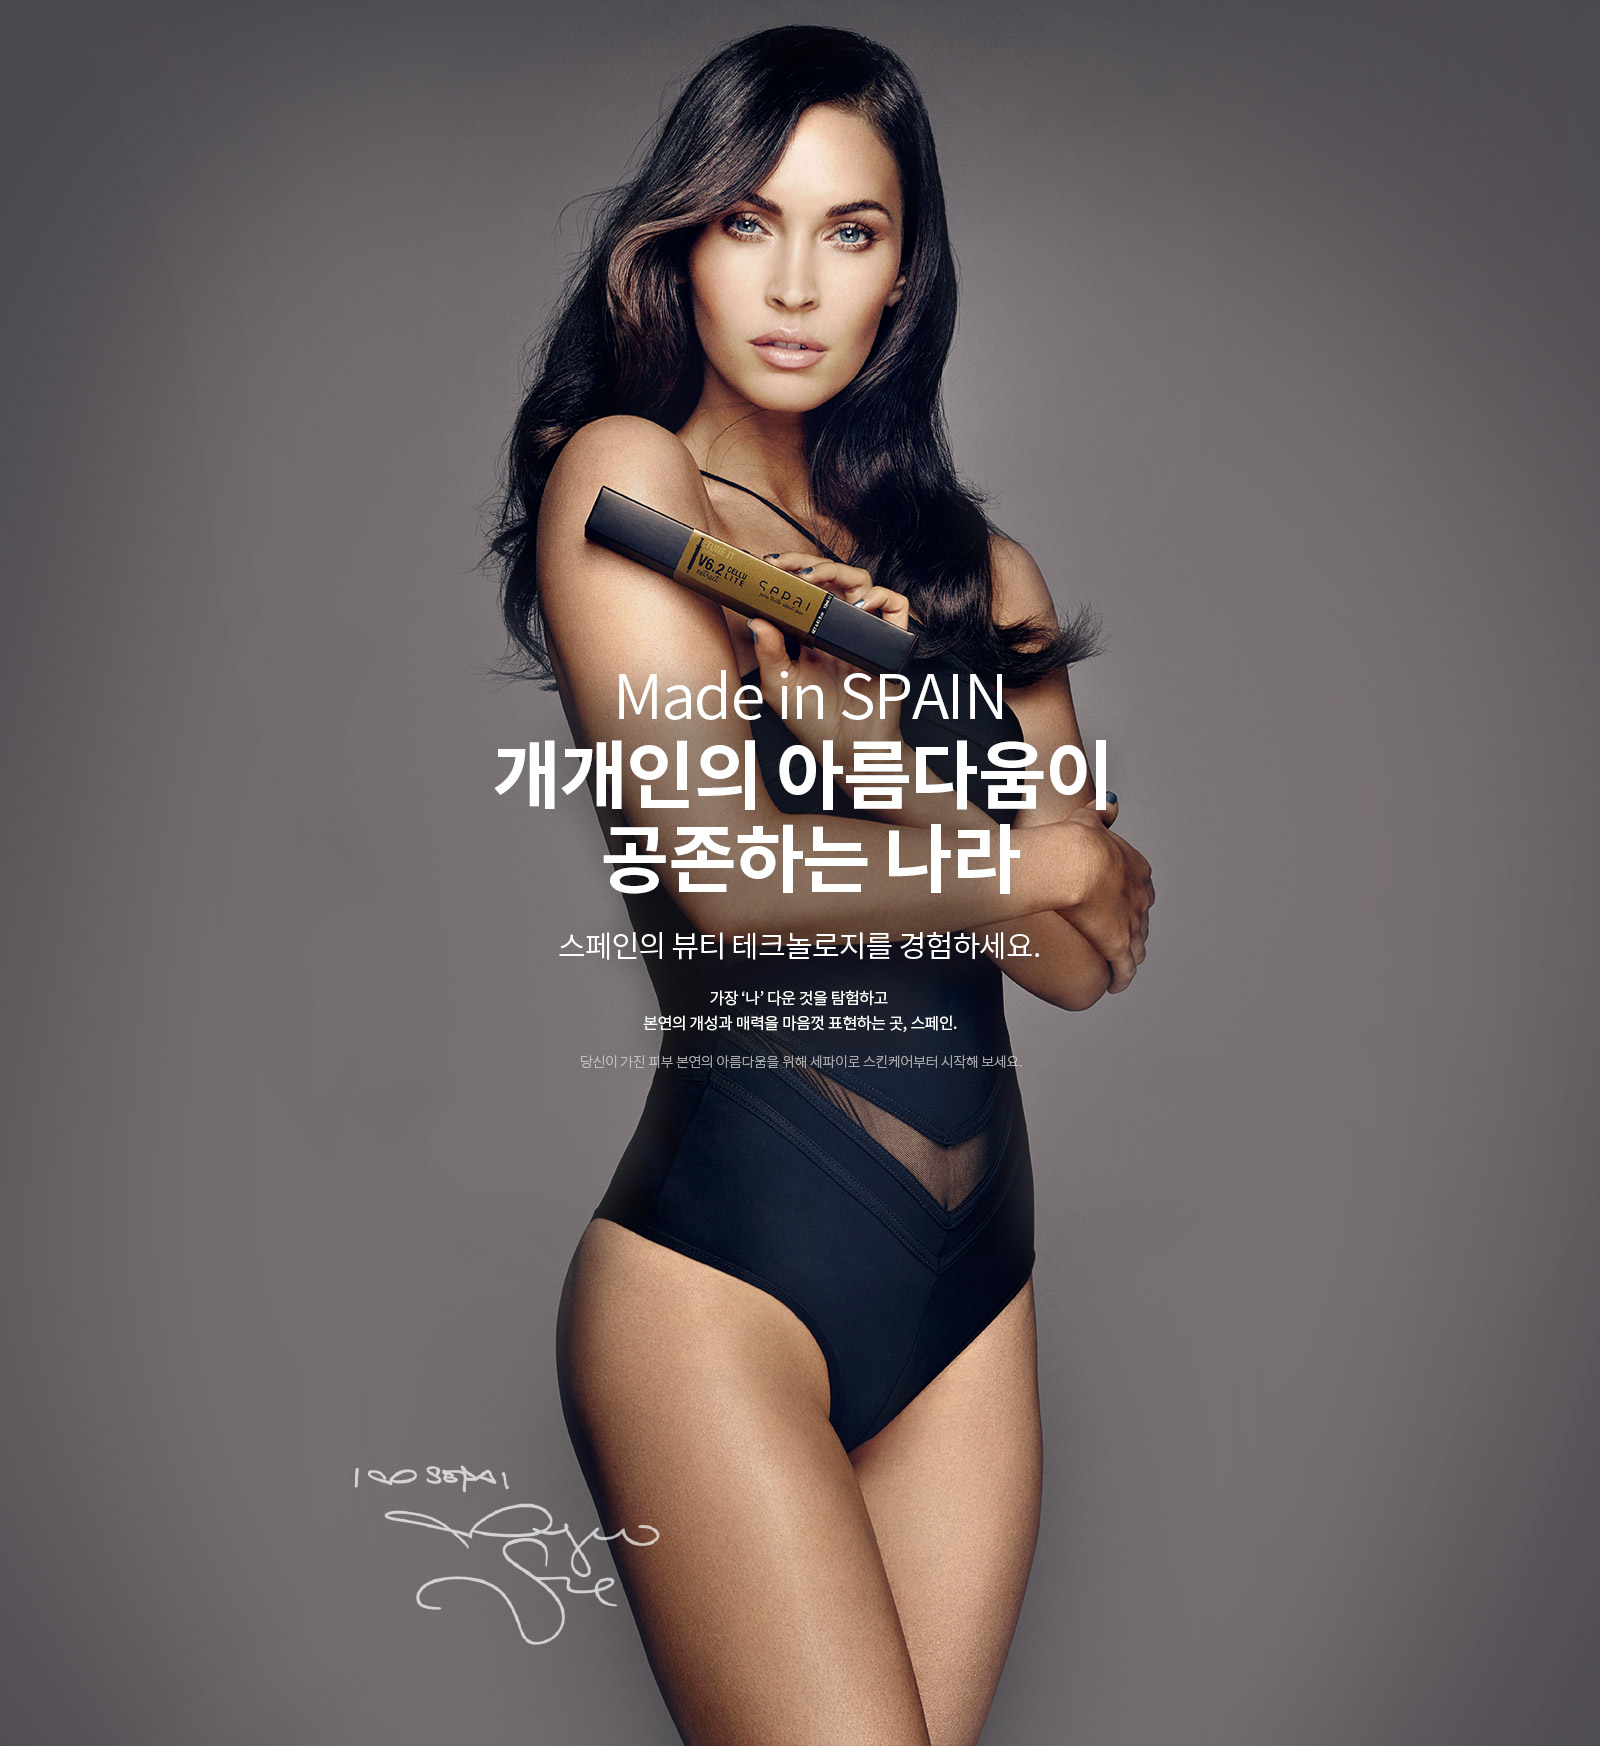 TUNE IT
V6.2 CELLU
LITE
extrait
sepai
Made in SPAIN
개개인의 아름다움이
공존하는 나라
스페인의 뷰티 테크놀로지를 경험하세요.
가장 ‘나’ 다운 것을 탐험하고
본연의 개성과 매력을 마음껏 표현하는 곳, 스페인.
당신이 가진 피부 본연의 아름다움을 위해 세파이로 스킨케어부터 시작해 보세요.
SEPAI